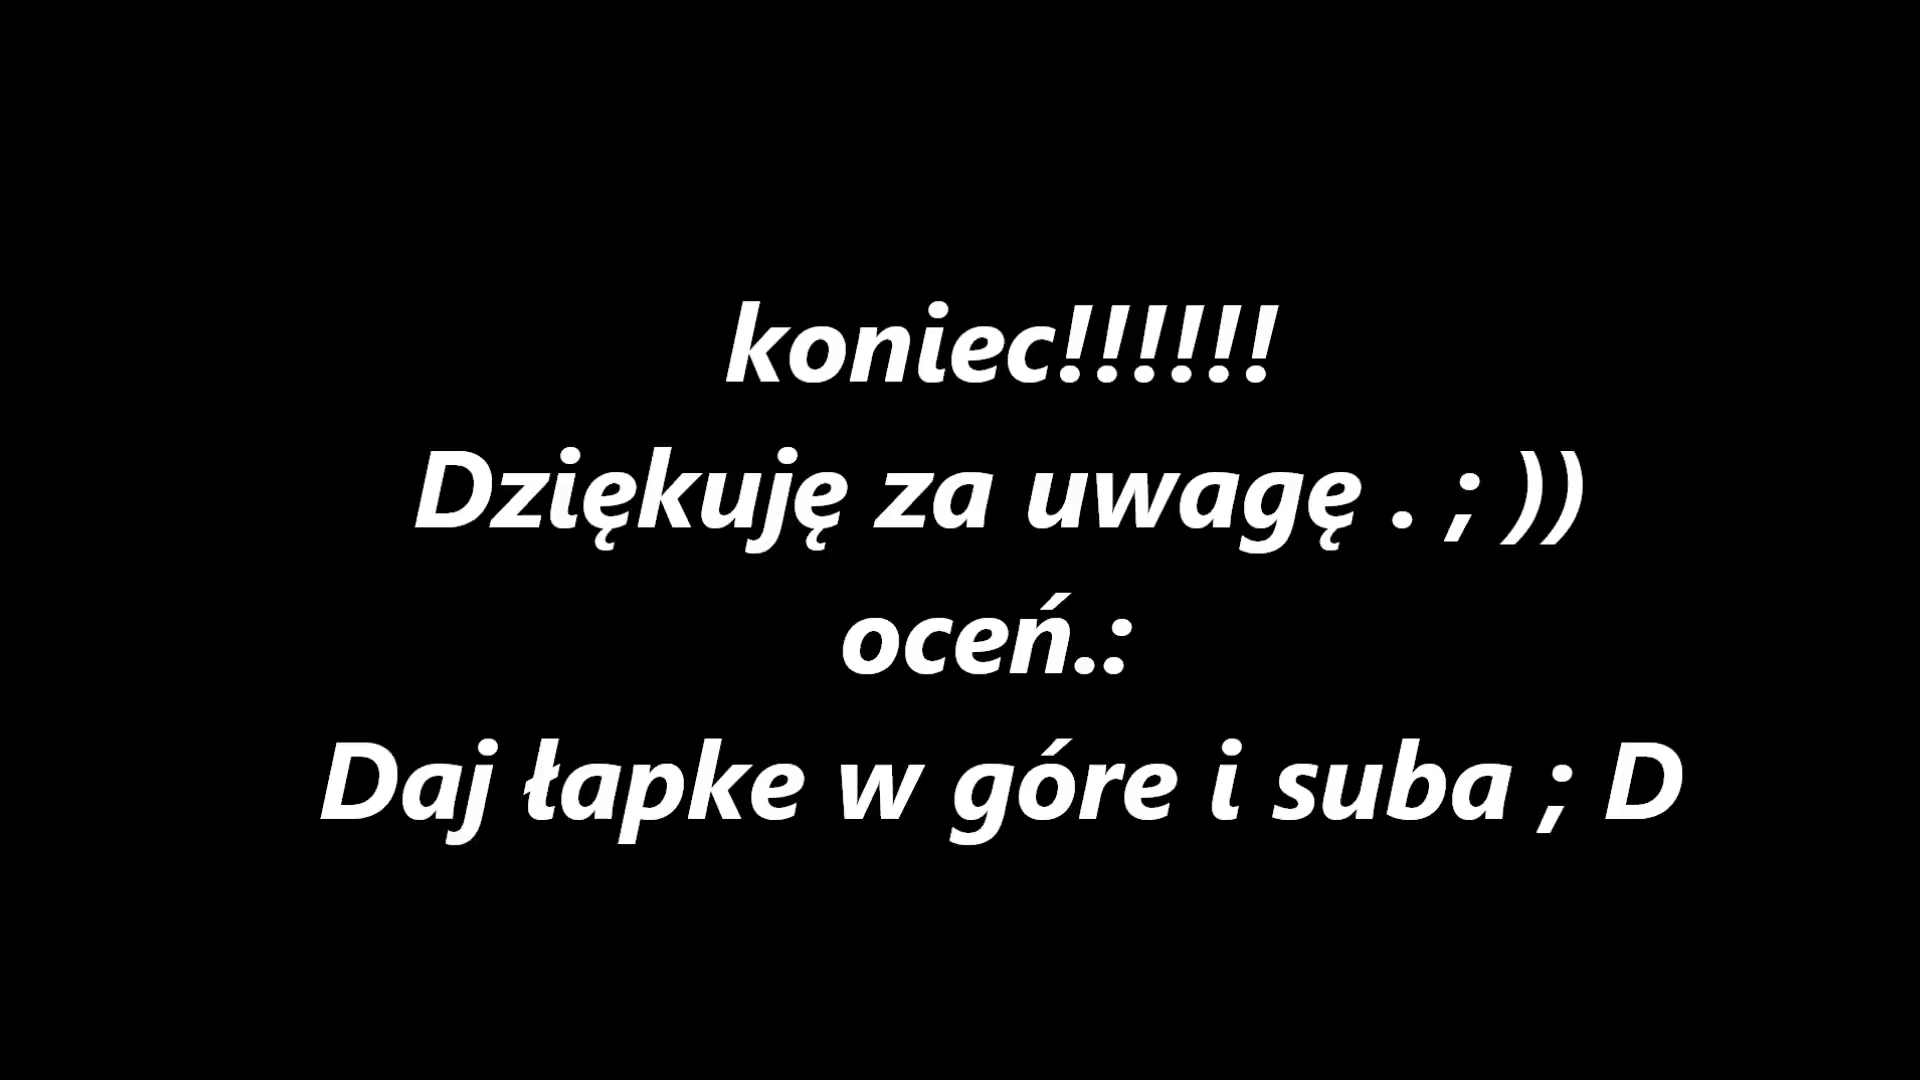 koniec!!!!!!
Dziękuję za uwagę . ; ))
oceń.:
Daj łapke w góre i suba ; D